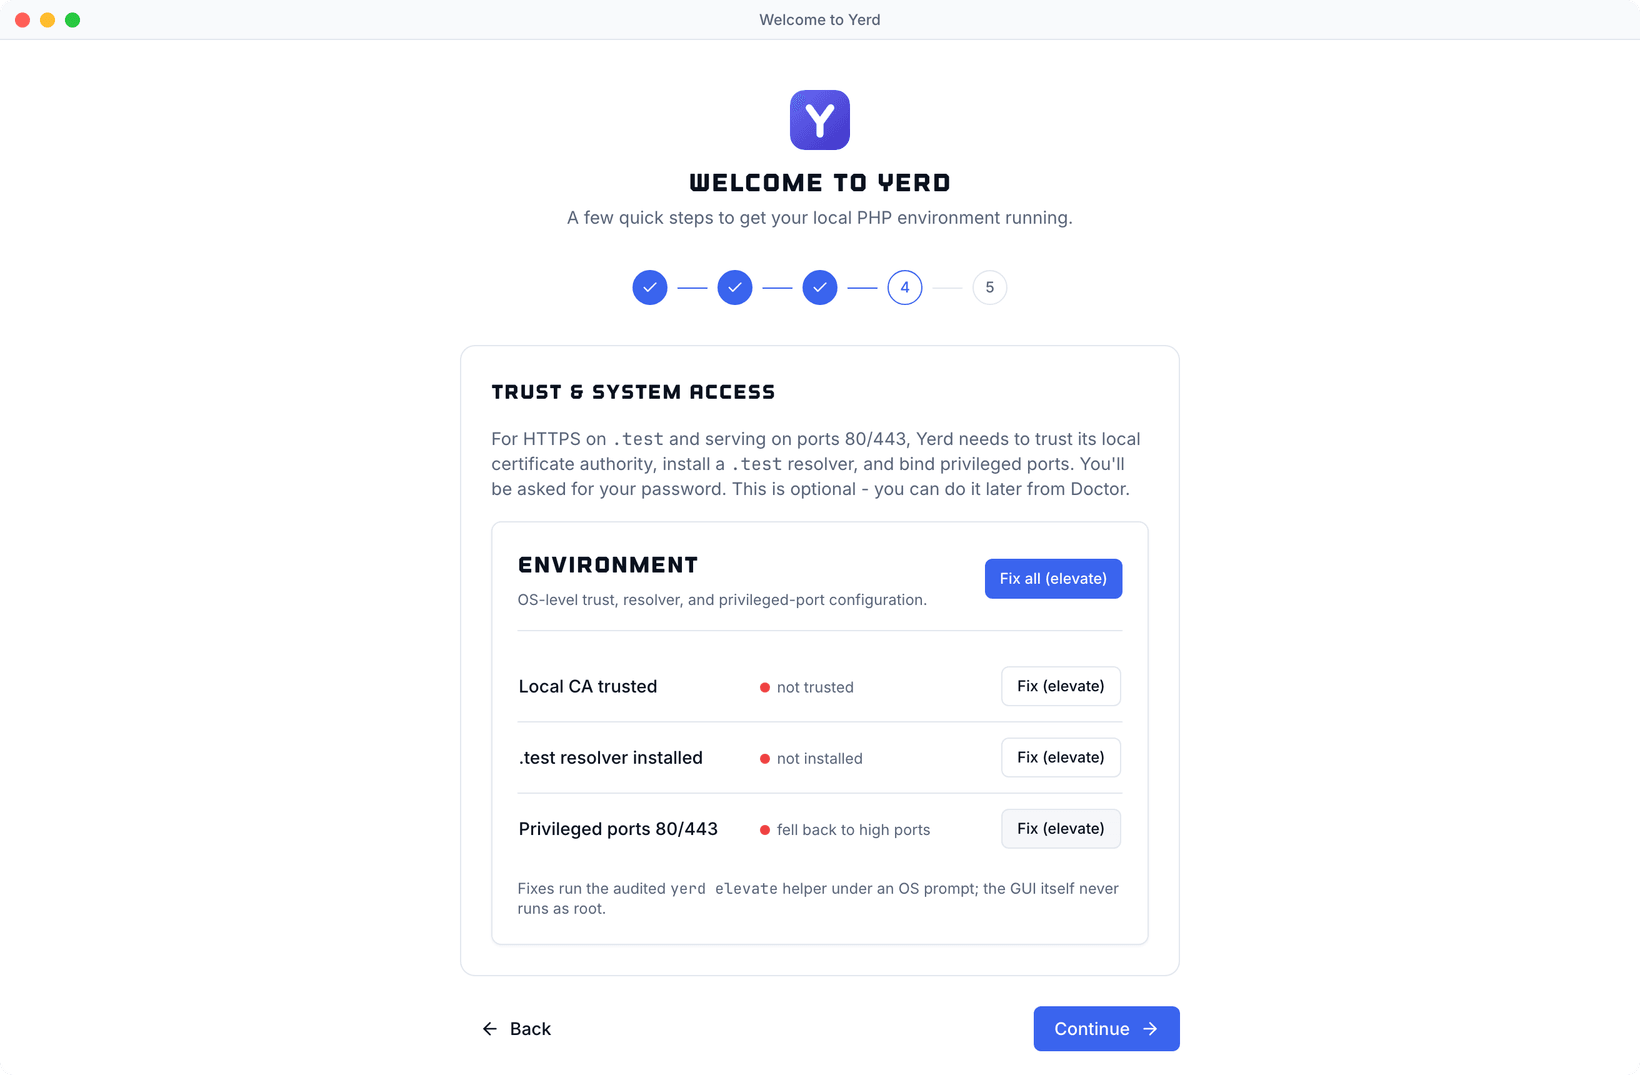 Welcome to Yerd
Y
WELCOME TO YERD
A few quick steps to get your local PHP environment running.
4
5
TRUST & SYSTEM ACCESS
For HTTPS on .test and serving on ports 80/443, Yerd needs to trust its local
certificate authority, install a .test resolver, and bind privileged ports. You'll
be asked for your password. This is optional - you can do it later from Doctor.
ENVIRONMENT
Fix all (elevate)
OS-level trust, resolver, and privileged-port configuration.
Local CA trusted
not trusted
Fix (elevate)
.test resolver installed
not installed
Fix (elevate)
Privileged ports 80/443
fell back to high ports
Fix (elevate)
Fixes run the audited yerd elevate helper under an OS prompt; the GUI itself never
runs as root.
Back
Continue